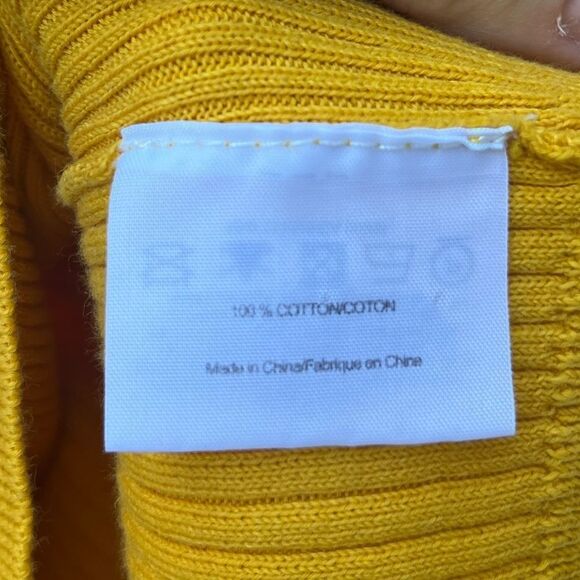 100 % COTTON/COTON
Made in China/Fabrique en Chine